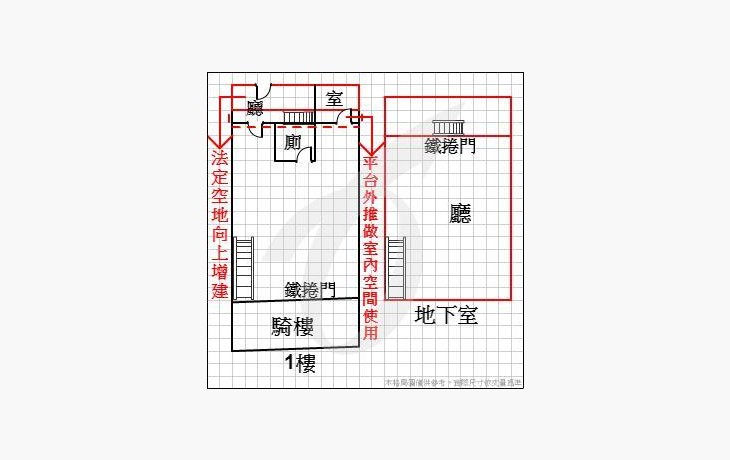 室
廳
廁
法定空地向上增建
平台外推做室內空間使用
鐵捲門
騎樓
1樓
鐵捲門
廳
地下室
本格局圖僅供參考，實際尺寸依丈量為準